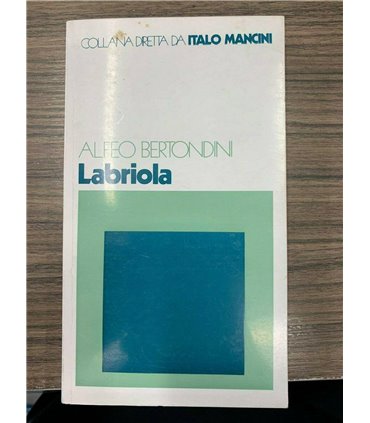 COLLANA DIRETTA DA ITALO MANCINI
ALFEO BERTONDINI
Labriola